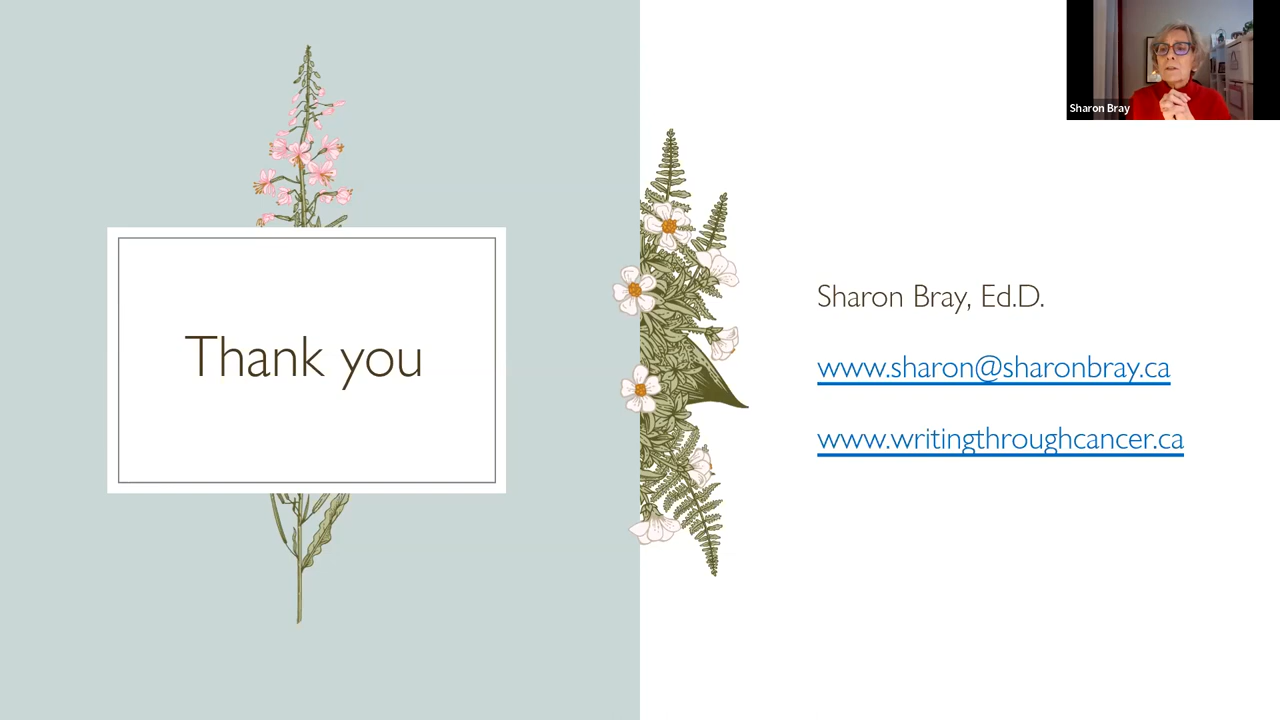 Sharon Bray
Thank you
Sharon Bray, Ed.D.
www.sharon@sharonbray.ca
www.writingthroughcancer.ca